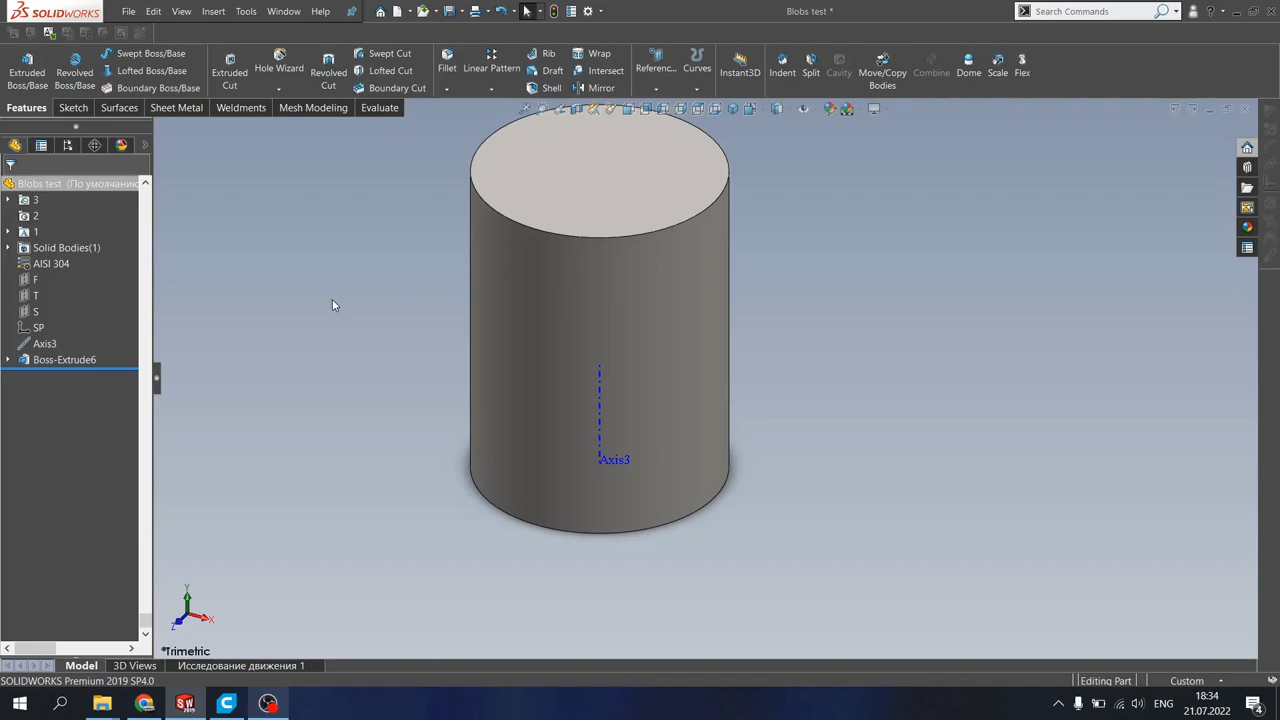 SOLIDWORKS File Edit View Insert Tools Window Help Blobs test * Search Commands
Extruded Boss/Base
Revolved Boss/Base
Swept Boss/Base
Lofted Boss/Base
Boundary Boss/Base
Extruded Cut
Hole Wizard
Revolved Cut
Swept Cut
Lofted Cut
Boundary Cut
Fillet
Linear Pattern
Rib
Draft
Shell
Wrap
Intersect
Mirror
Referenc...
Curves
Instant3D
Indent
Split
Cavity
Move/Copy Bodies
Combine
Dome
Scale
Flex
Features Sketch Surfaces Sheet Metal Weldments Mesh Modeling Evaluate
Blobs test (По умолчанию
3
2
1
Solid Bodies(1)
AISI 304
F
T
S
SP
Axis3
Boss-Extrude6
Axis3
Y
X
Z
*Trimetric
Model 3D Views Исследование движения 1
SOLIDWORKS Premium 2019 SP4.0 Editing Part Custom
ENG
18:34
21.07.2022
4